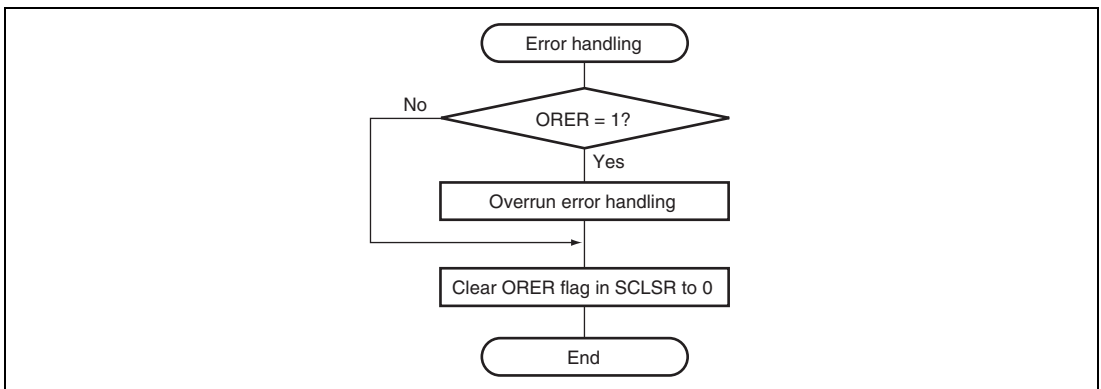 Error handling
No
ORER = 1?
Yes
Overrun error handling
Clear ORER flag in SCLSR to 0
End